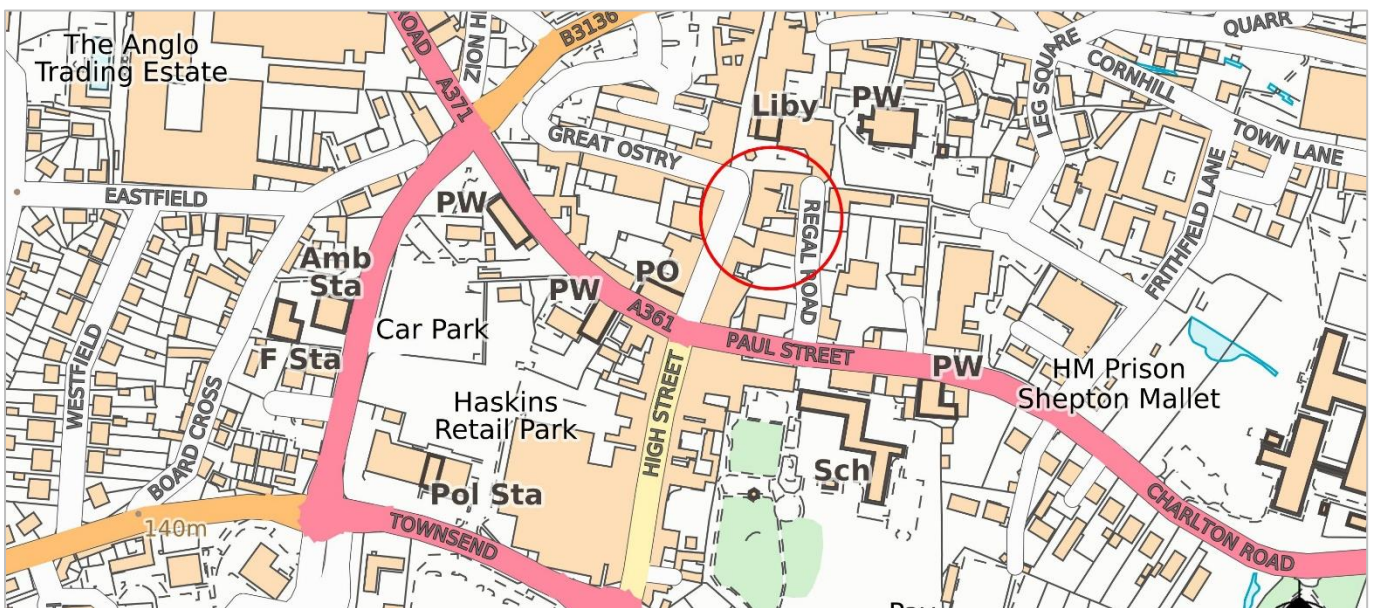 The Anglo
Trading Estate
ROAD
A371
ZION H
B3136
GREAT OSTRY
Liby
PW
LEG SQUARE
QUARR
CORNHILL
TOWN LANE
FRITHFIELD LANE
EASTFIELD
PW
Amb
Sta
F Sta
Car Park
PW
PO
A361
REGAL ROAD
PAUL STREET
PW
HM Prison
Shepton Mallet
WESTFIELD
BOARD CROSS
Haskins
Retail Park
HIGH STREET
Sch
Pol Sta
140m
TOWNSEND
CHARLTON ROAD